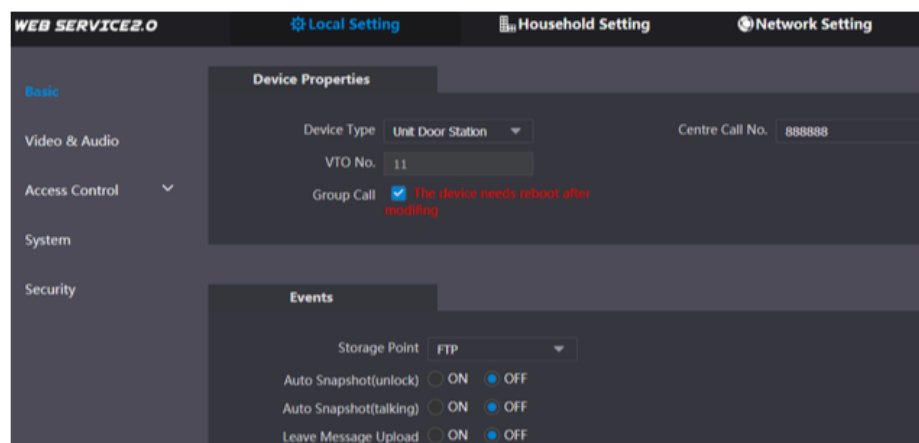 WEB SERVICE2.0
Local Setting
Household Setting
Network Setting
Basic
Video & Audio
Access Control
System
Security
Device Properties
Device Type Unit Door Station
Centre Call No. 888888
VTO No. 11
Group Call The device needs reboot after
modifing
Events
Storage Point FTP
Auto Snapshot(unlock) ON OFF
Auto Snapshot(talking) ON OFF
Leave Message Upload ON OFF